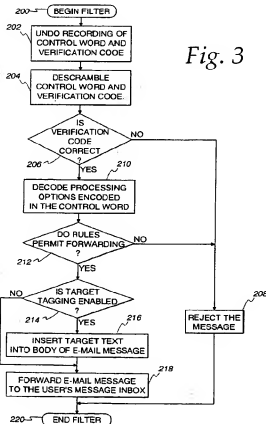 200
BEGIN FILTER
202
UNDO RECORDING OF
CONTROL WORD AND
VERIFICATION CODE
Fig. 3
204
DESCRAMBLE
CONTROL WORD AND
VERIFICATION CODE.
IS
VERIFICATION
CODE
CORRECT
?
NO
206
YES
210
DECODE PROCESSING
OPTIONS ENCODED
IN THE CONTROL WORD
DO RULES
PERMIT FORWARDING
?
NO
212
YES
IS TARGET
TAGGING ENABLED
?
NO
214
YES
216
208
INSERT TARGET TEXT
INTO BODY OF E-MAIL MESSAGE
REJECT THE
MESSAGE
218
FORWARD E-MAIL MESSAGE
TO THE USER'S MESSAGE INBOX
220
END FILTER